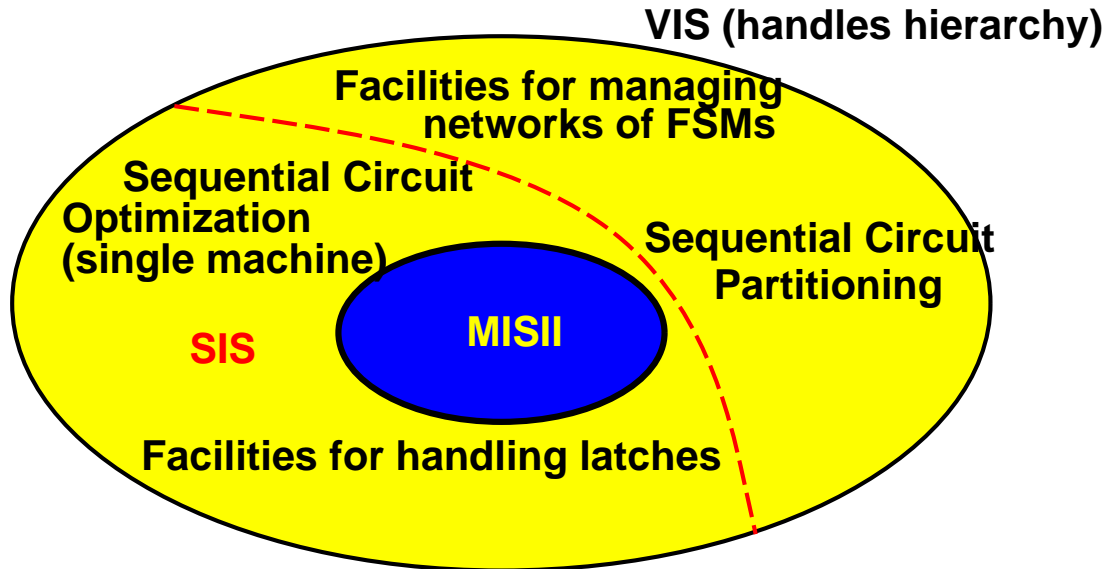 VIS (handles hierarchy)
Facilities for managing
networks of FSMs
Sequential Circuit
Optimization
(single machine)
Sequential Circuit
Partitioning
MISII
SIS
Facilities for handling latches